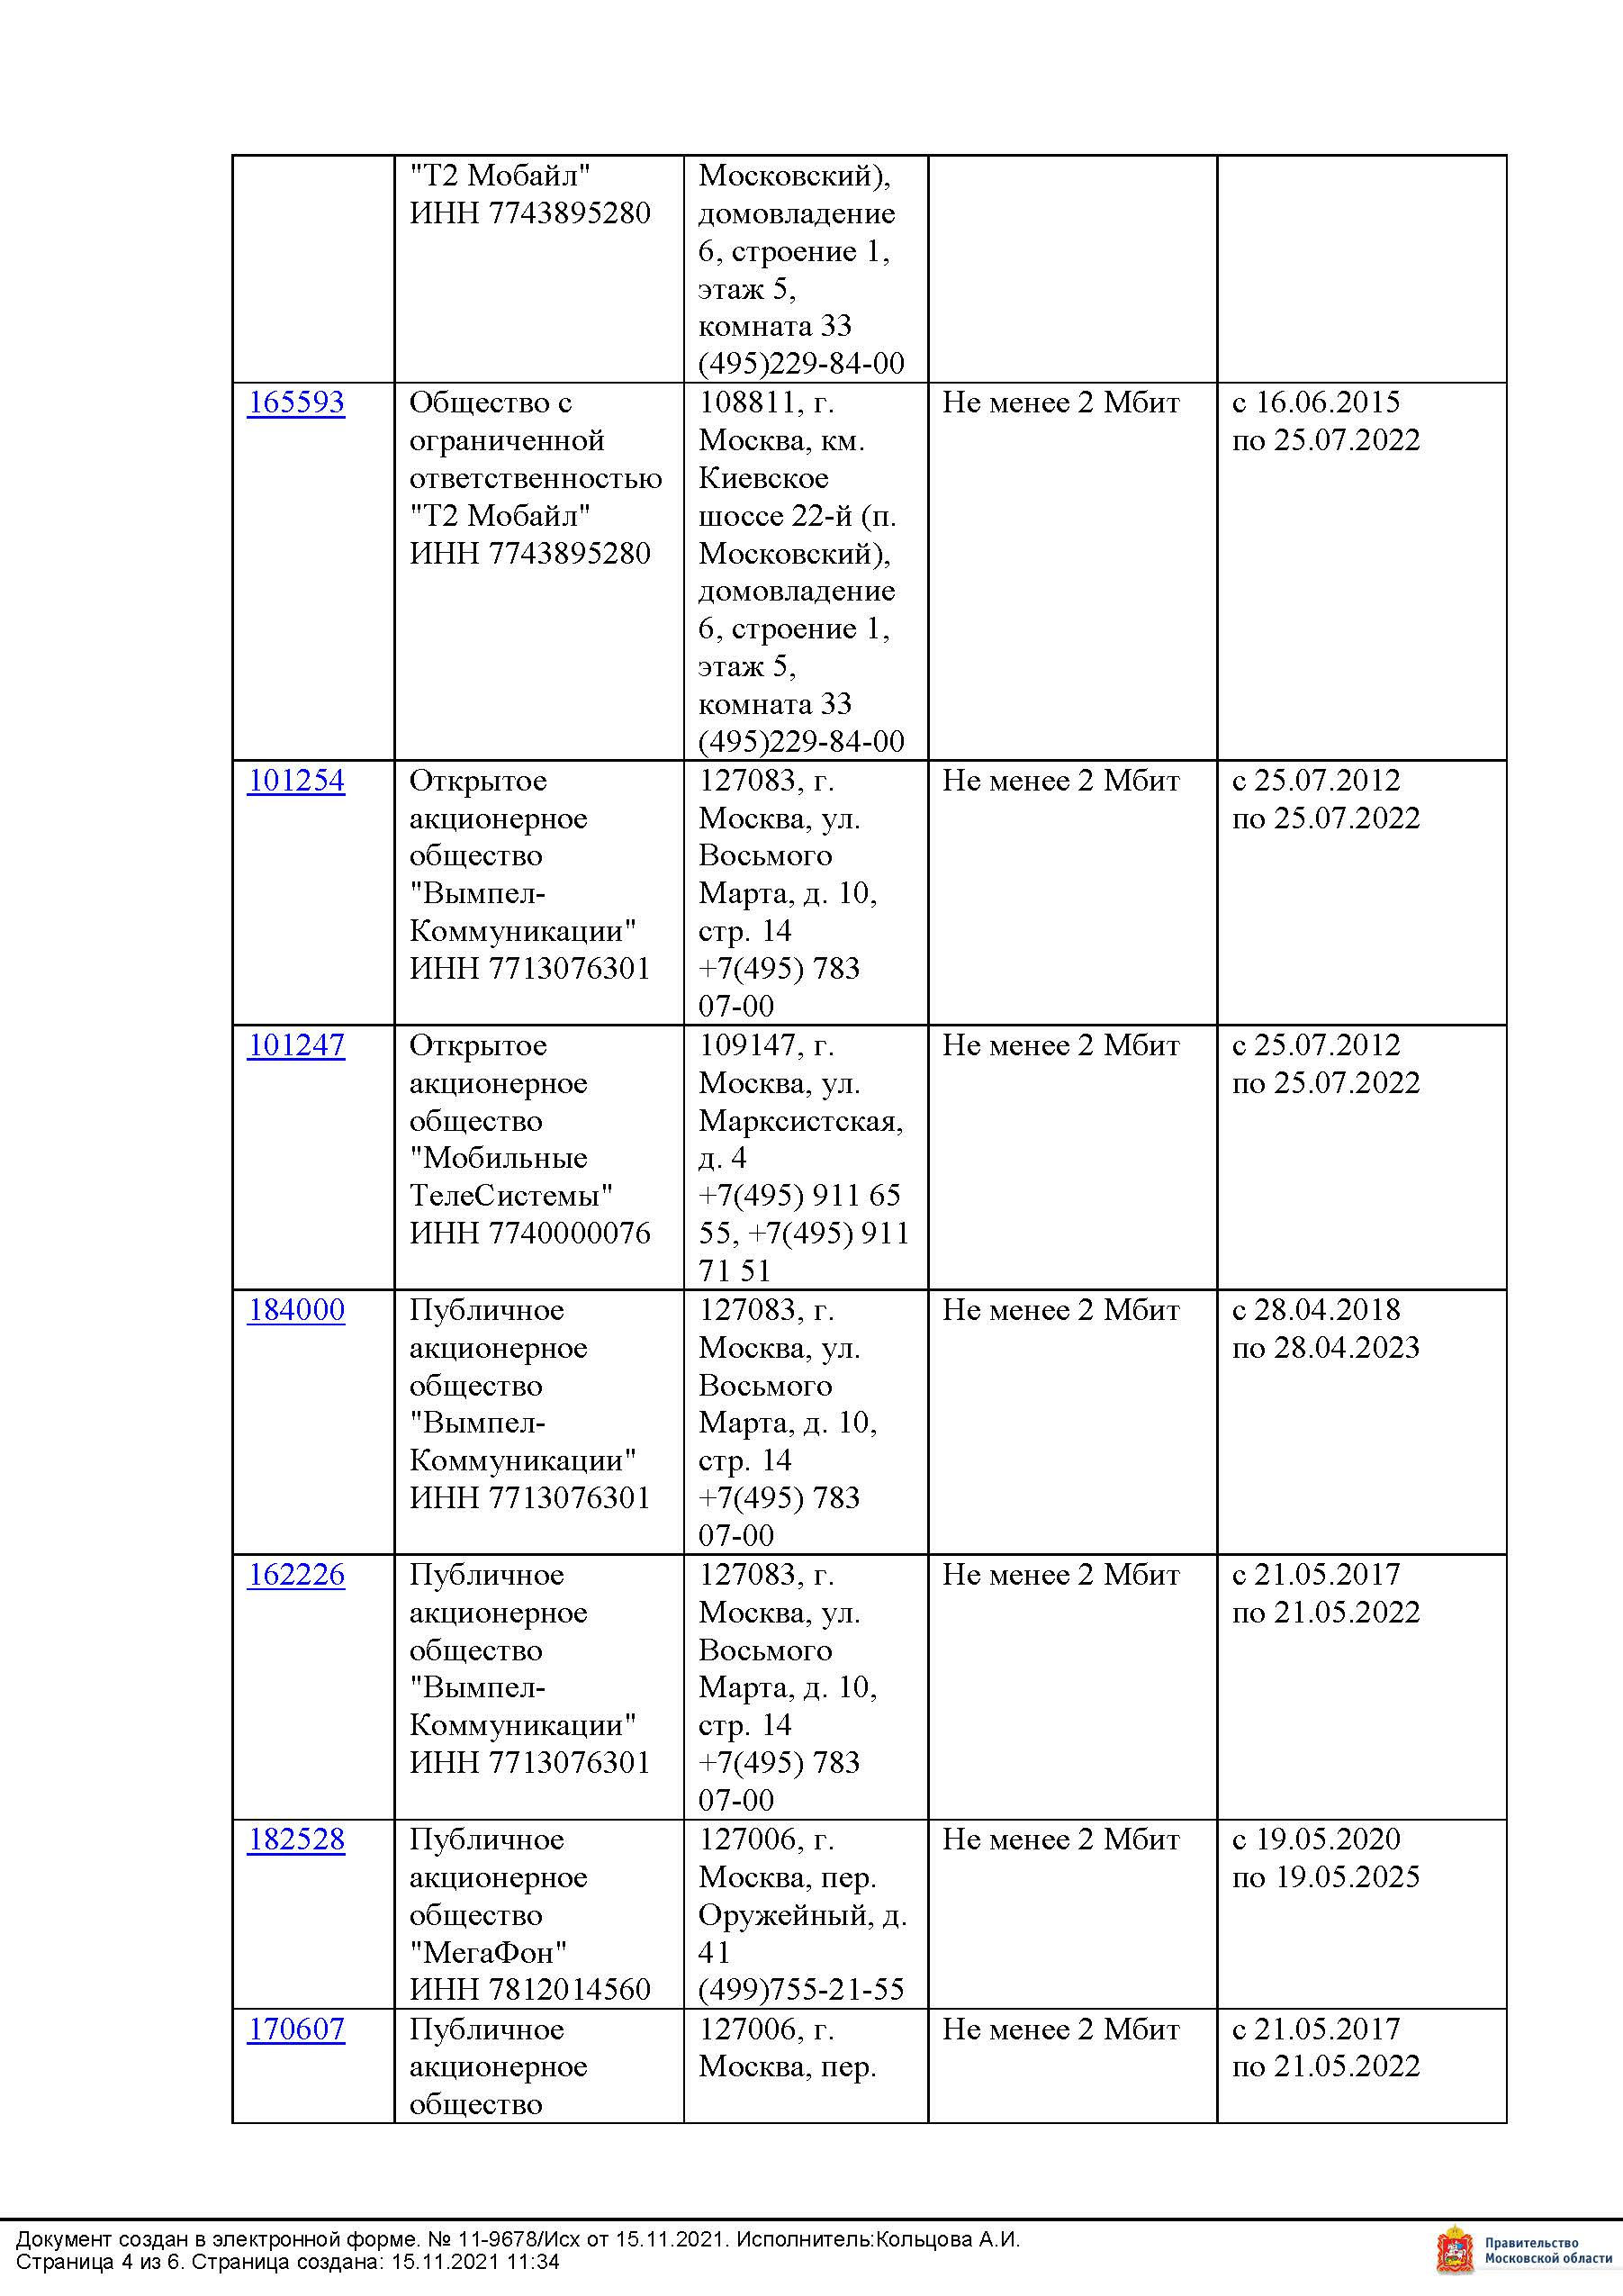 "Т2 Мобайл"
ИНН 7743895280
Московский),
домовладение
6, строение 1,
этаж 5,
комната 33
(495)229-84-00
165593
Общество с
ограниченной
ответственностью
"Т2 Мобайл"
ИНН 7743895280
108811, г.
Москва, км.
Киевское
шоссе 22-й (п.
Московский),
домовладение
6, строение 1,
этаж 5,
комната 33
(495)229-84-00
Не менее 2 Мбит
с 16.06.2015
по 25.07.2022
101254
Открытое
акционерное
общество
"Вымпел-
Коммуникации"
ИНН 7713076301
127083, г.
Москва, ул.
Восьмого
Марта, д. 10,
стр. 14
+7(495) 783
07-00
Не менее 2 Мбит
с 25.07.2012
по 25.07.2022
101247
Открытое
акционерное
общество
"Мобильные
ТелеСистемы"
ИНН 7740000076
109147, г.
Москва, ул.
Марксистская,
д. 4
+7(495) 911 65
55, +7(495) 911
71 51
Не менее 2 Мбит
с 25.07.2012
по 25.07.2022
184000
Публичное
акционерное
общество
"Вымпел-
Коммуникации"
ИНН 7713076301
127083, г.
Москва, ул.
Восьмого
Марта, д. 10,
стр. 14
+7(495) 783
07-00
Не менее 2 Мбит
с 28.04.2018
по 28.04.2023
162226
Публичное
акционерное
общество
"Вымпел-
Коммуникации"
ИНН 7713076301
127083, г.
Москва, ул.
Восьмого
Марта, д. 10,
стр. 14
+7(495) 783
07-00
Не менее 2 Мбит
с 21.05.2017
по 21.05.2022
182528
Публичное
акционерное
общество
"МегаФон"
ИНН 7812014560
127006, г.
Москва, пер.
Оружейный, д.
41
(499)755-21-55
Не менее 2 Мбит
с 19.05.2020
по 19.05.2025
170607
Публичное
акционерное
общество
127006, г.
Москва, пер.
Не менее 2 Мбит
с 21.05.2017
по 21.05.2022
Документ создан в электронной форме. № 11-9678/Исх от 15.11.2021. Исполнитель:Кольцова А.И.
Страница 4 из 6. Страница создана: 15.11.2021 11:34
Правительство
Московской области